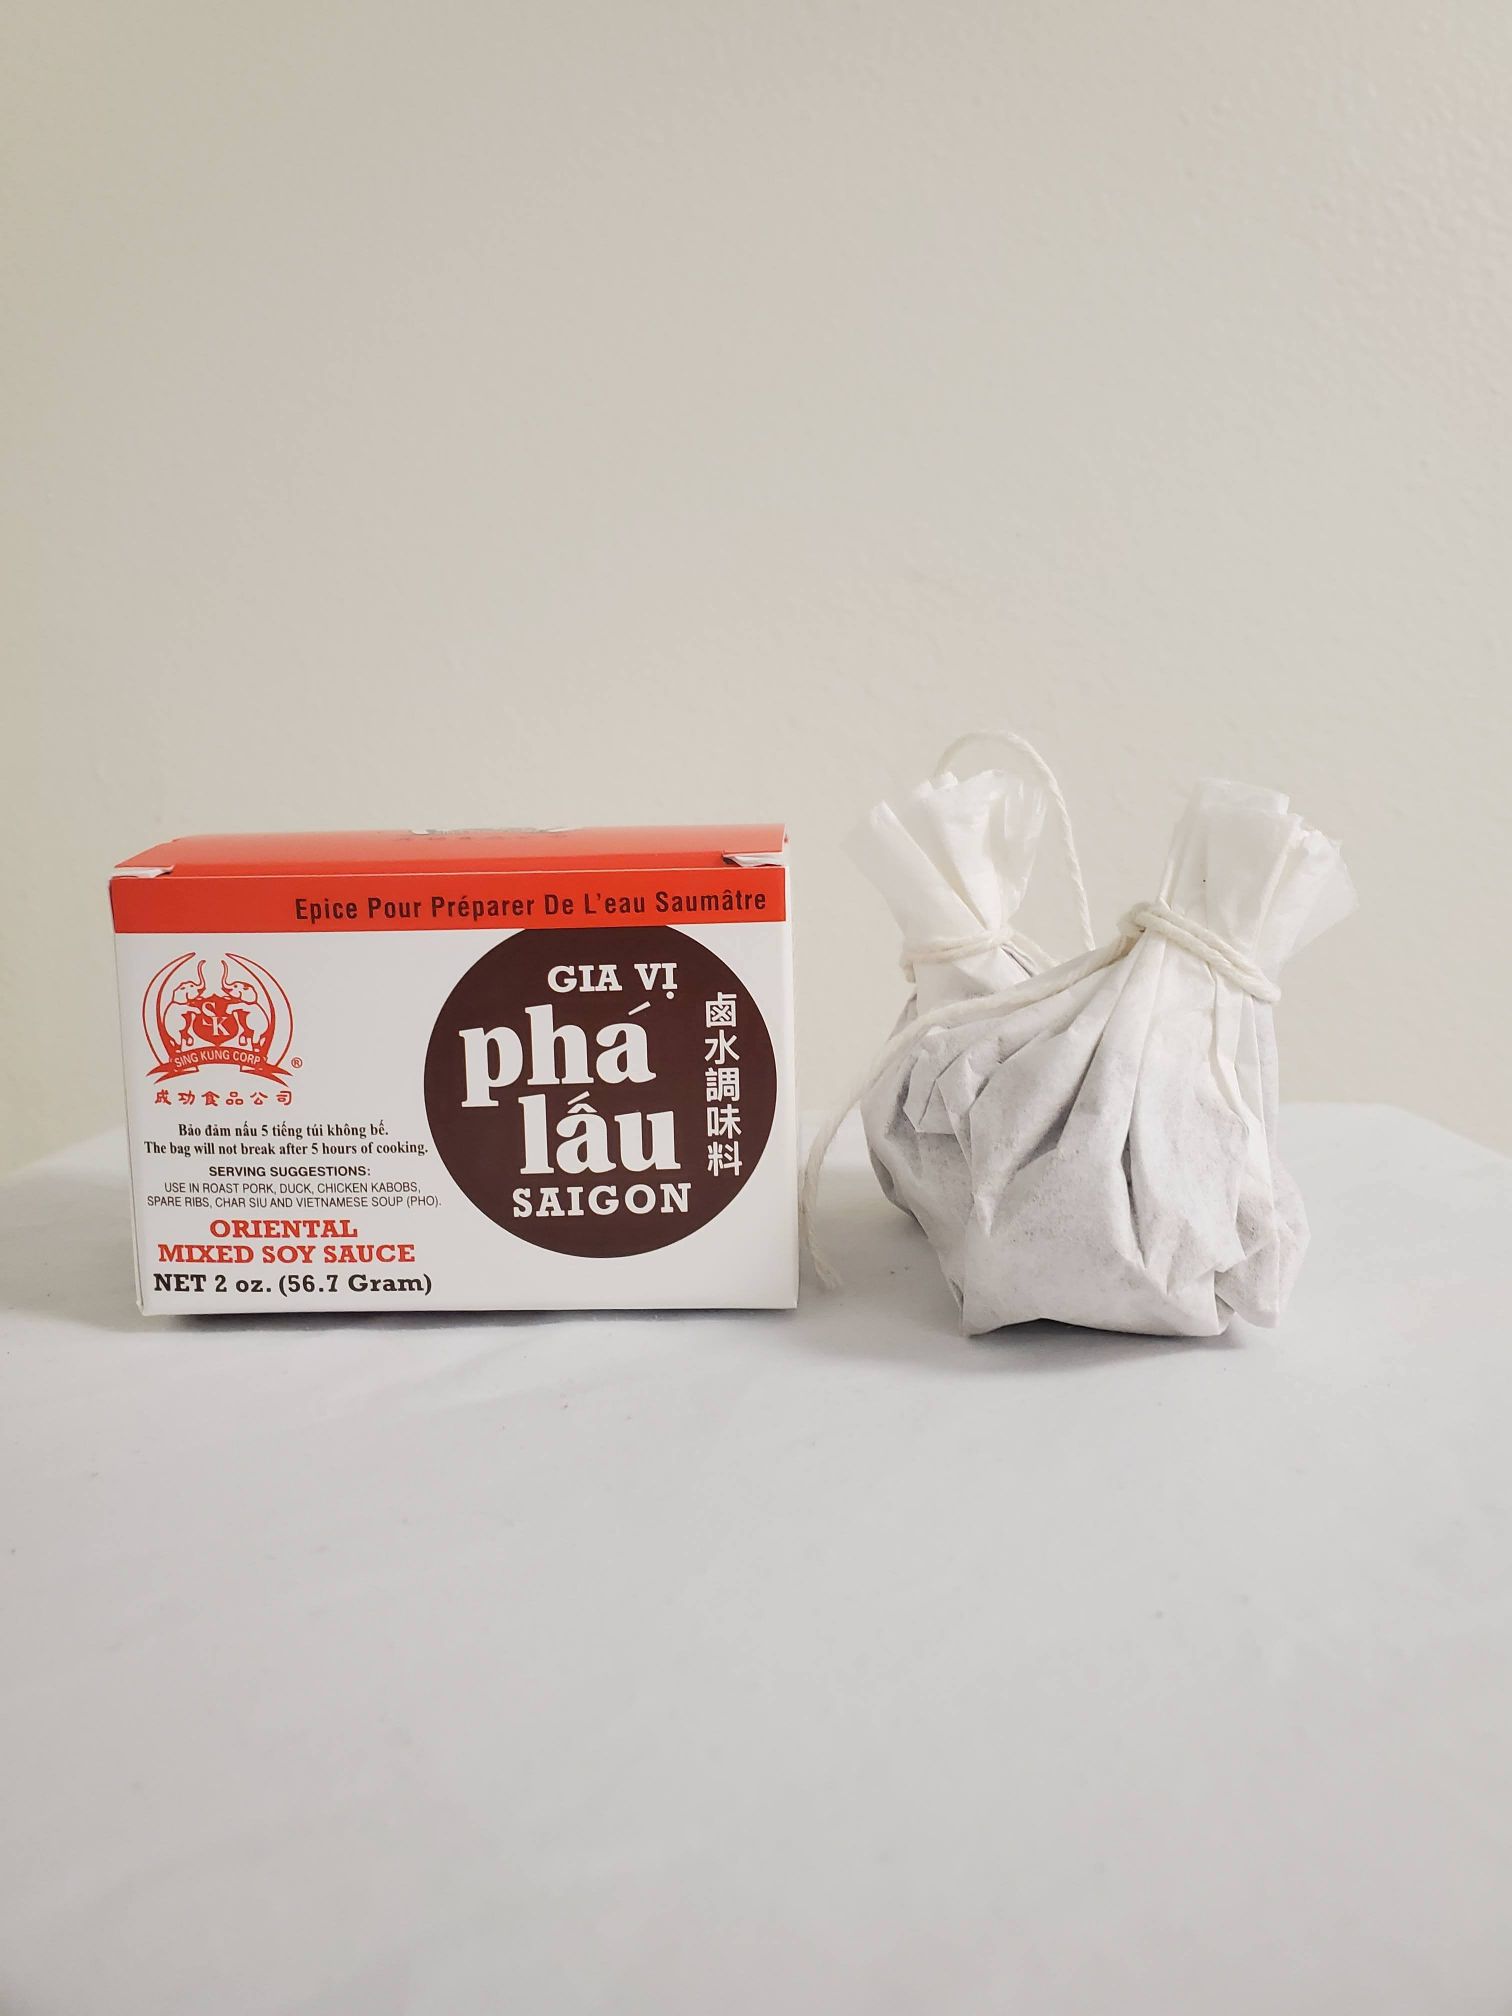 Epice Pour Préparer De L'eau Saumâtre
SK
SING KUNG CORP.
®
成功食品公司
Bảo đảm nấu 5 tiếng túi không bể.
The bag will not break after 5 hours of cooking.
SERVING SUGGESTIONS:
USE IN ROAST PORK, DUCK, CHICKEN KABOBS,
SPARE RIBS, CHAR SIU AND VIETNAMESE SOUP (PHO).
ORIENTAL
MIXED SOY SAUCE
NET 2 oz. (56.7 Gram)
GIA VỊ
phá
lấu
SAIGON
鹵水調味料